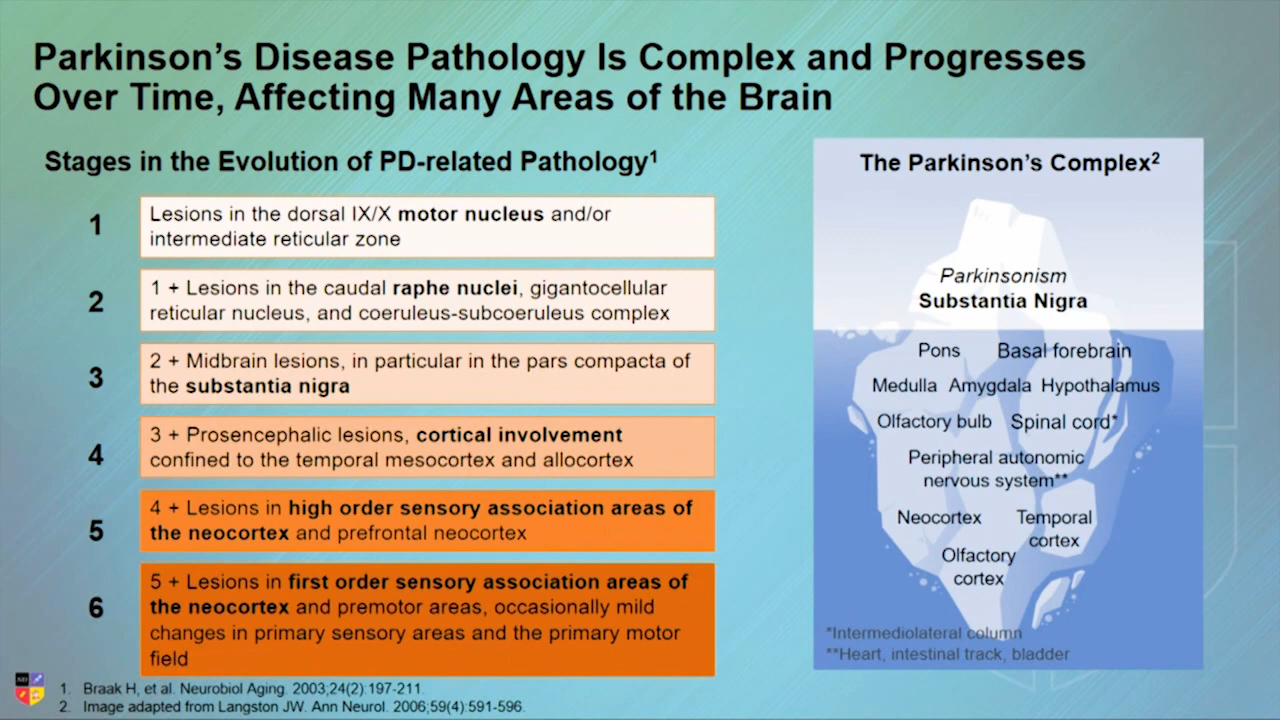 Parkinson’s Disease Pathology Is Complex and Progresses
Over Time, Affecting Many Areas of the Brain
Stages in the Evolution of PD-related Pathology¹
1
Lesions in the dorsal IX/X motor nucleus and/or
intermediate reticular zone
2
1 + Lesions in the caudal raphe nuclei, gigantocellular
reticular nucleus, and coeruleus-subcoeruleus complex
3
2 + Midbrain lesions, in particular in the pars compacta of
the substantia nigra
4
3 + Prosencephalic lesions, cortical involvement
confined to the temporal mesocortex and allocortex
5
4 + Lesions in high order sensory association areas of
the neocortex and prefrontal neocortex
6
5 + Lesions in first order sensory association areas of
the neocortex and premotor areas, occasionally mild
changes in primary sensory areas and the primary motor
field
The Parkinson’s Complex²
Parkinsonism
Substantia Nigra
Pons Basal forebrain
Medulla Amygdala Hypothalamus
Olfactory bulb Spinal cord*
Peripheral autonomic
nervous system**
Neocortex Temporal
cortex
Olfactory
cortex
*Intermediolateral column
**Heart, intestinal track, bladder
1. Braak H, et al. Neurobiol Aging. 2003;24(2):197-211.
2. Image adapted from Langston JW. Ann Neurol. 2006;59(4):591-596.